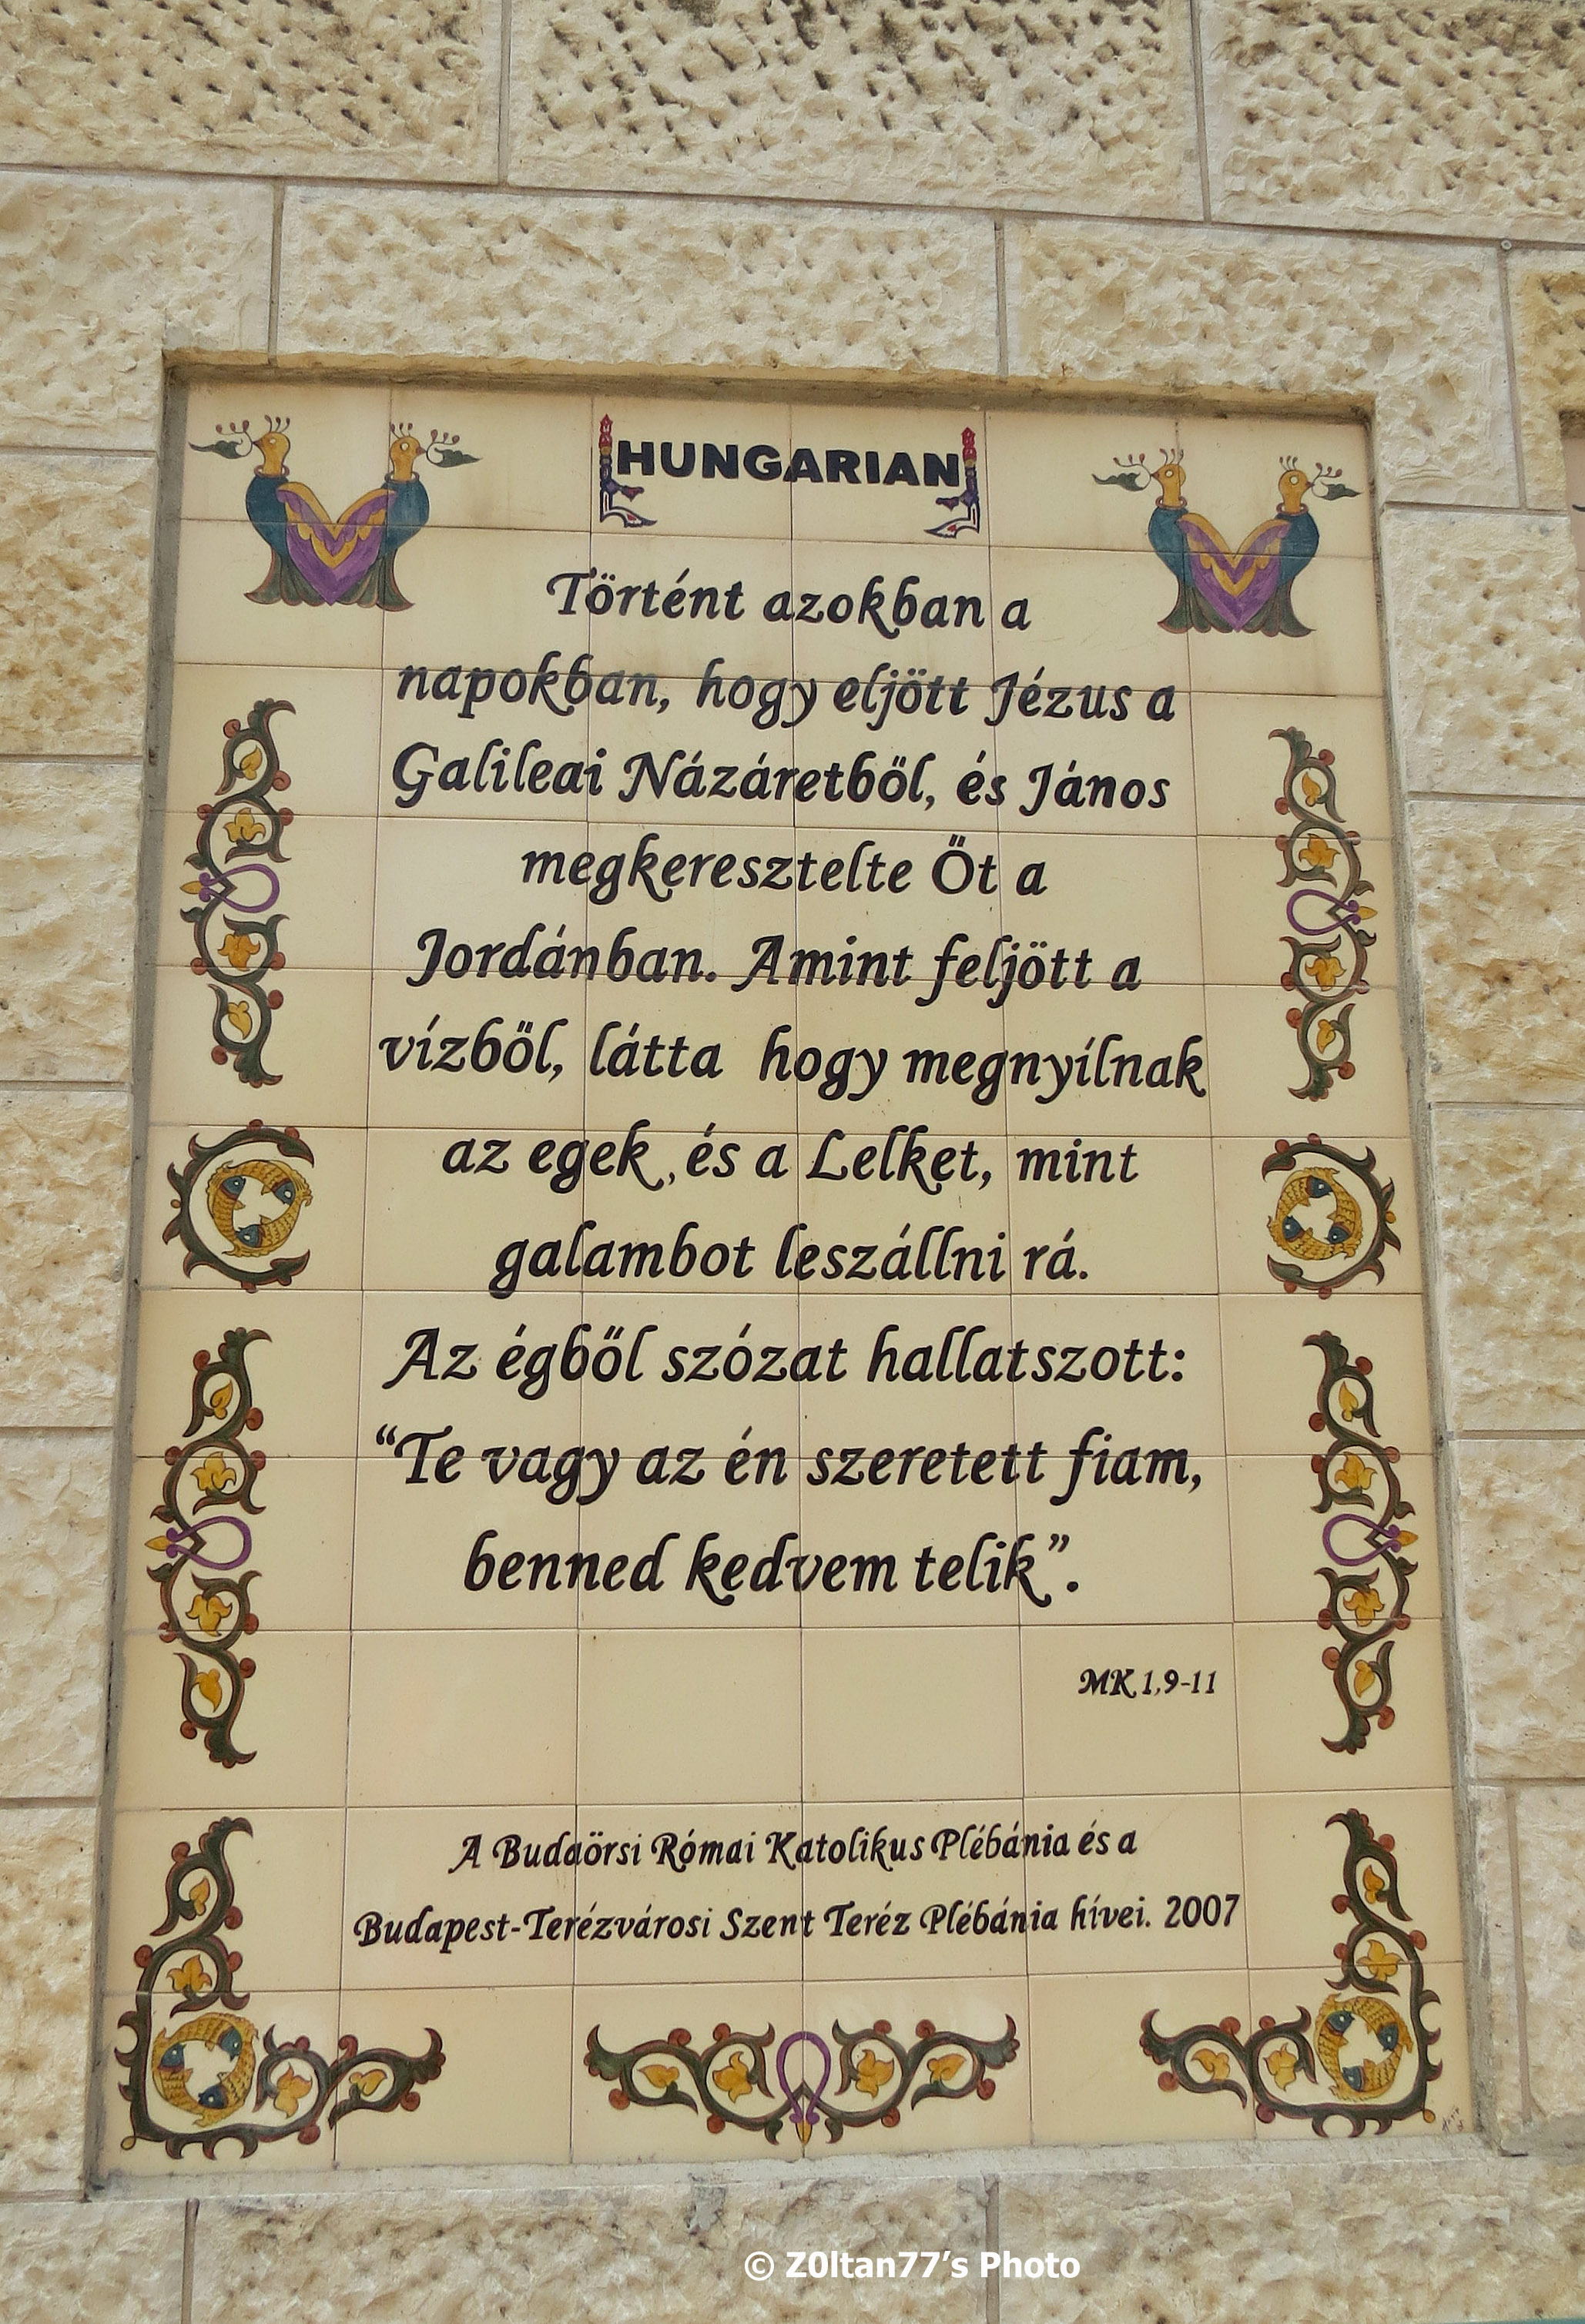 HUNGARIAN
Történt azokban a
napokban, hogy eljött Jézus a
Galileai Názáretből, és János
megkeresztelte Őt a
Jordánban. Amint feljött a
vízből, látta hogy megnyílnak
az egek, és a Lelket, mint
galambot leszállni rá.
Az égből szózat hallatszott:
“Te vagy az én szeretett fiam,
benned kedvem telik”.
MK 1,9-11
A Budaörsi Római Katolikus Plébánia és a
Budapest-Terézvárosi Szent Teréz Plébánia hívei. 2007
© Z0ltan77’s Photo